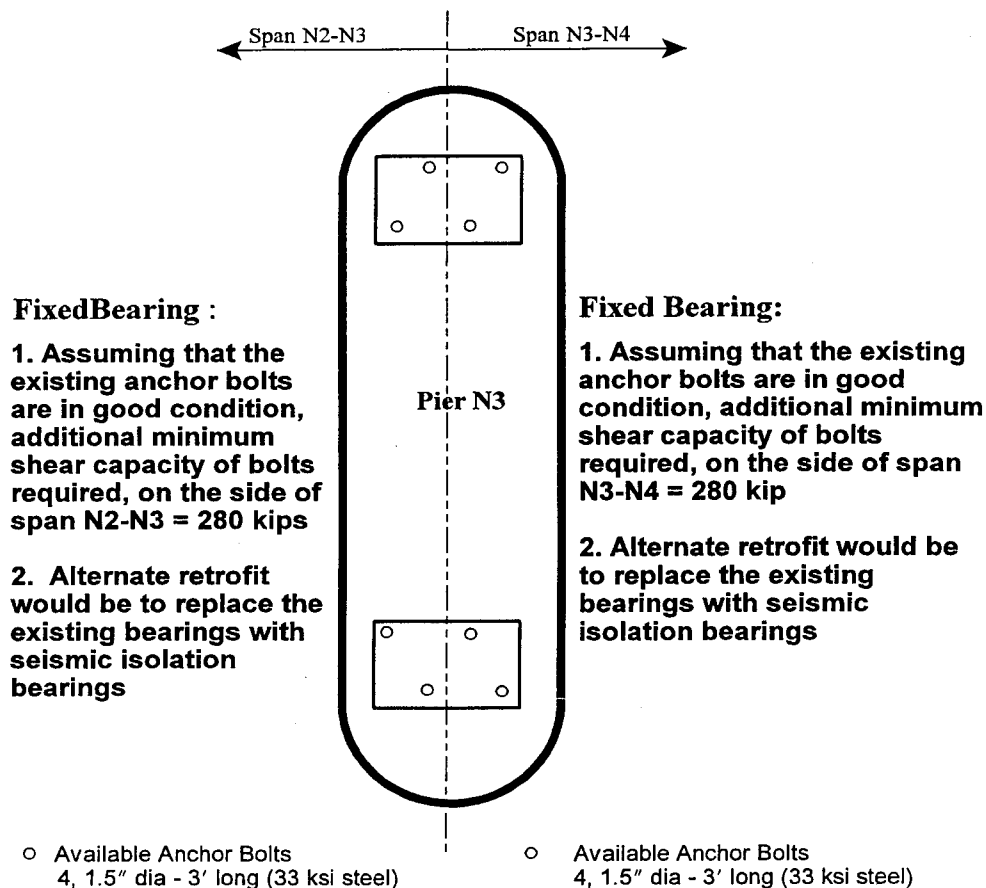 Span N2-N3
Span N3-N4
FixedBearing :
1. Assuming that the
existing anchor bolts
are in good condition,
additional minimum
shear capacity of bolts
required, on the side of
span N2-N3 = 280 kips
2. Alternate retrofit
would be to replace the
existing bearings with
seismic isolation
bearings
Pier N3
Fixed Bearing:
1. Assuming that the existing
anchor bolts are in good
condition, additional minimum
shear capacity of bolts
required, on the side of span
N3-N4 = 280 kip
2. Alternate retrofit would be
to replace the existing
bearings with seismic
isolation bearings
Available Anchor Bolts
4, 1.5" dia - 3' long (33 ksi steel)
Available Anchor Bolts
4, 1.5" dia - 3' long (33 ksi steel)